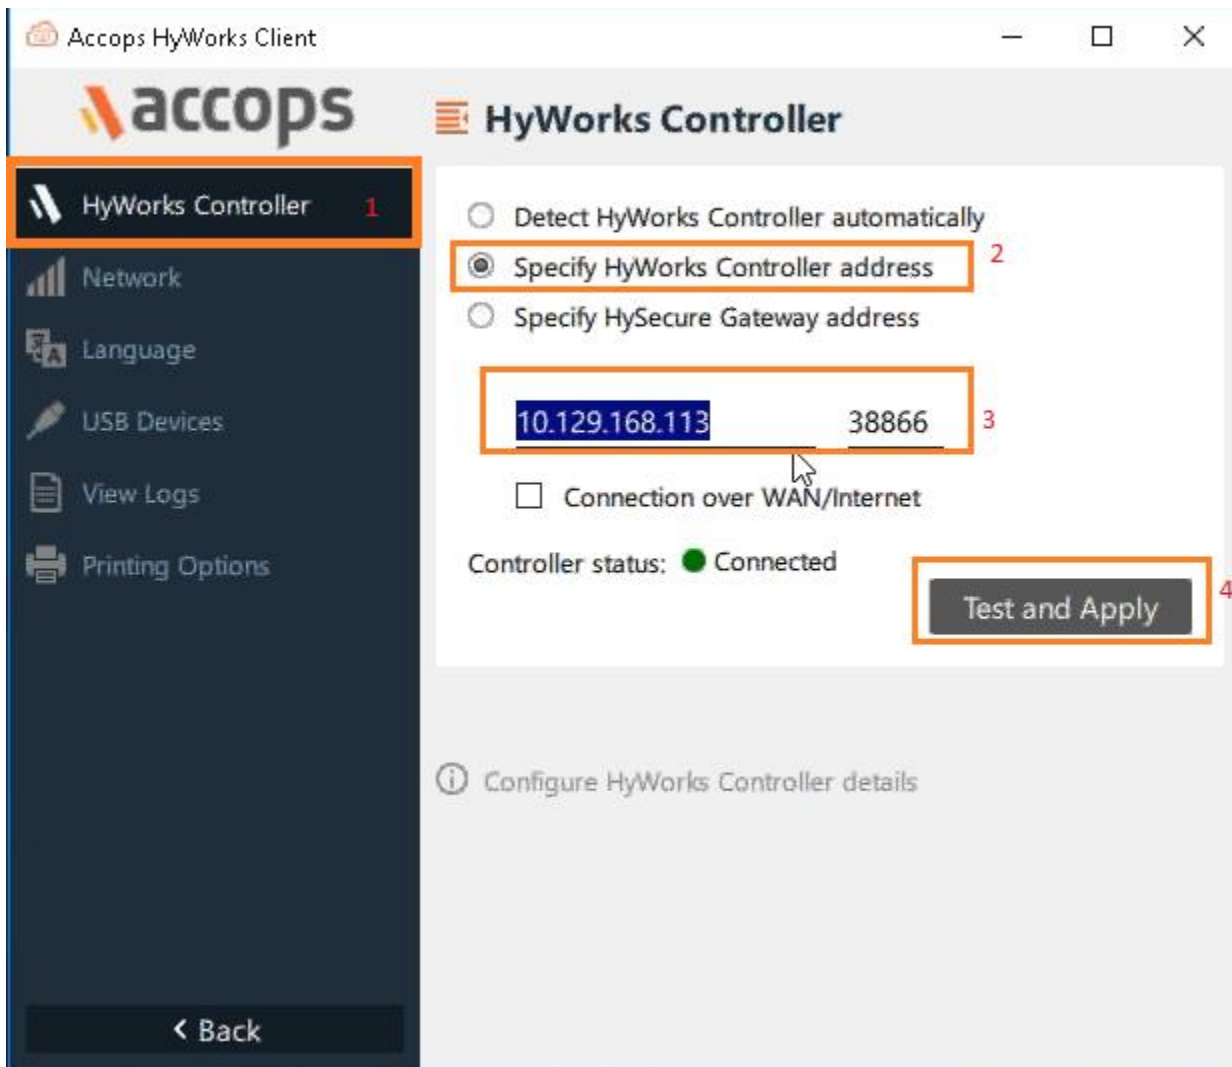 Accops HyWorks Client
accops
HyWorks Controller
HyWorks Controller 1
Network
Language
USB Devices
View Logs
Printing Options
< Back
Detect HyWorks Controller automatically
Specify HyWorks Controller address 2
Specify HySecure Gateway address
10.129.168.113 38866 3
Connection over WAN/Internet
Controller status: Connected
Test and Apply 4
Configure HyWorks Controller details